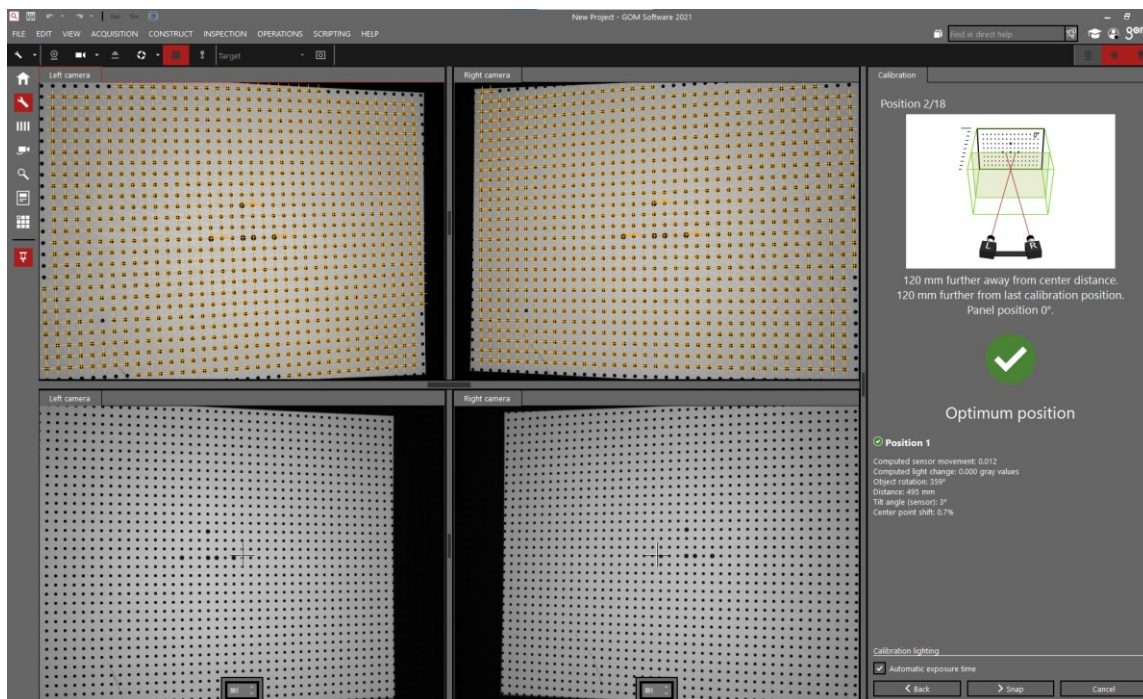 New Project - GOM Software 2021
FILE EDIT VIEW ACQUISITION CONSTRUCT INSPECTION OPERATIONS SCRIPTING HELP
Find in direct help
Target
Left camera
Right camera
Calibration
Position 2/18
L R
120 mm further away from center distance.
120 mm further from last calibration position.
Panel position 0°.
Optimum position
Left camera
Right camera
Position 1
Computed sensor movement: 0.012
Computed light change: 0.000 gray values
Object rotation: 359°
Distance: 495 mm
Tilt angle (sensor): 3°
Center point shift: 0.7%
Calibration lighting
Automatic exposure time
Back
Snap
Cancel